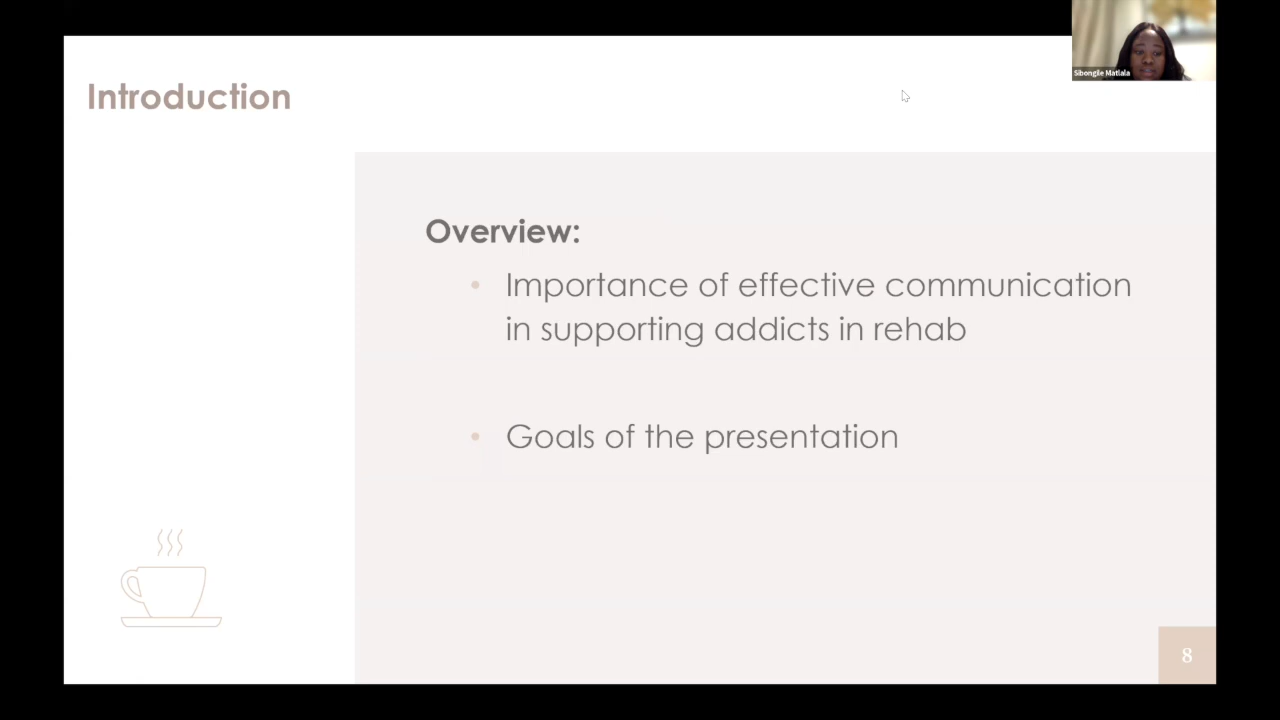 Sibongile Matlala
Introduction
Overview:
• Importance of effective communication
in supporting addicts in rehab
• Goals of the presentation
8